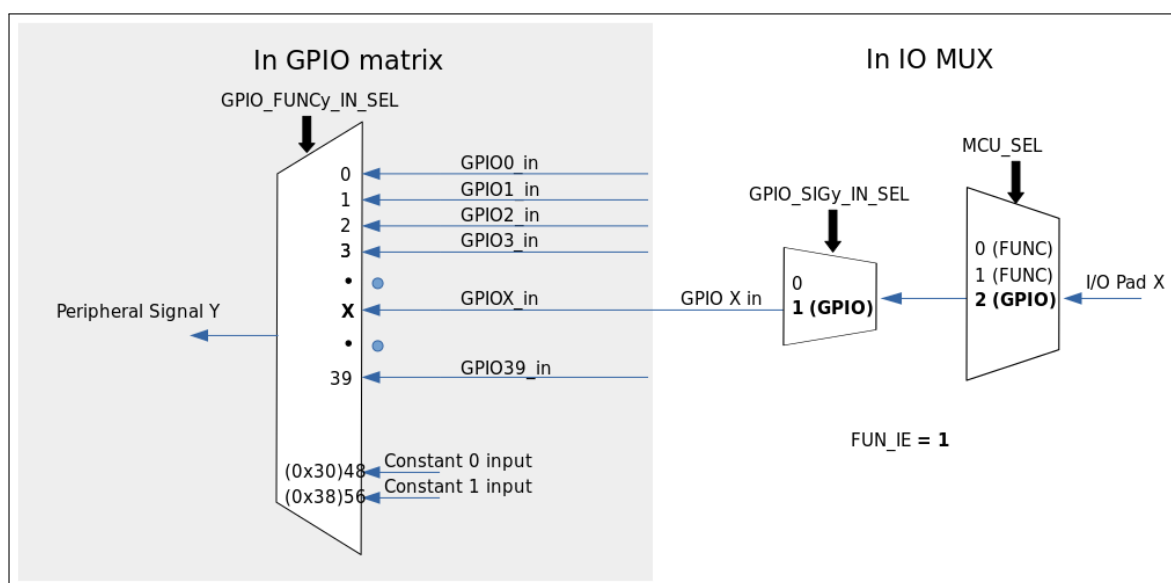 In GPIO matrix
In IO MUX
GPIO_FUNCy_IN_SEL
MCU_SEL
GPIO_SIGy_IN_SEL
0
GPIO0_in
1
GPIO1_in
2
GPIO2_in
3
GPIO3_in
X
GPIOX_in
39
GPIO39_in
(0x30)48
Constant 0 input
(0x38)56
Constant 1 input
Peripheral Signal Y
GPIO X in
0
1 (GPIO)
0 (FUNC)
1 (FUNC)
2 (GPIO)
I/O Pad X
FUN_IE = 1